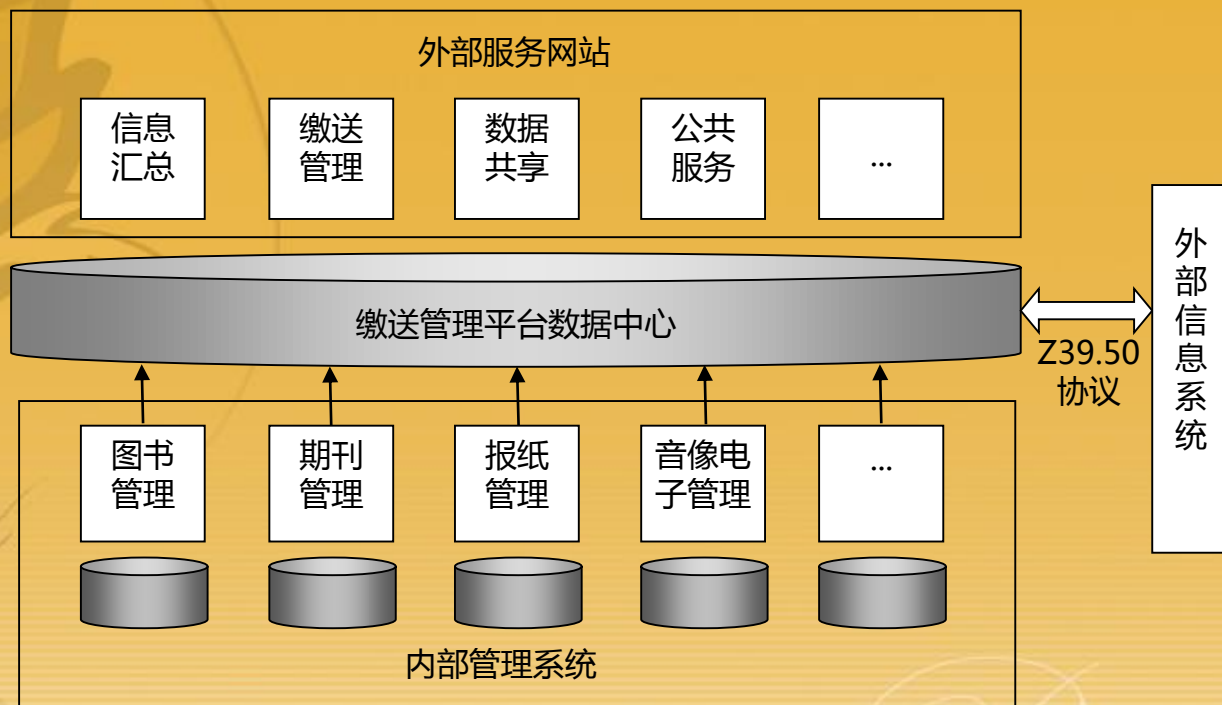 外部服务网站
信息
汇总
缴送
管理
数据
共享
公共
服务
...
缴送管理平台数据中心
Z39.50
协议
外
部
信
息
系
统
图书
管理
期刊
管理
报纸
管理
音像电
子管理
...
内部管理系统